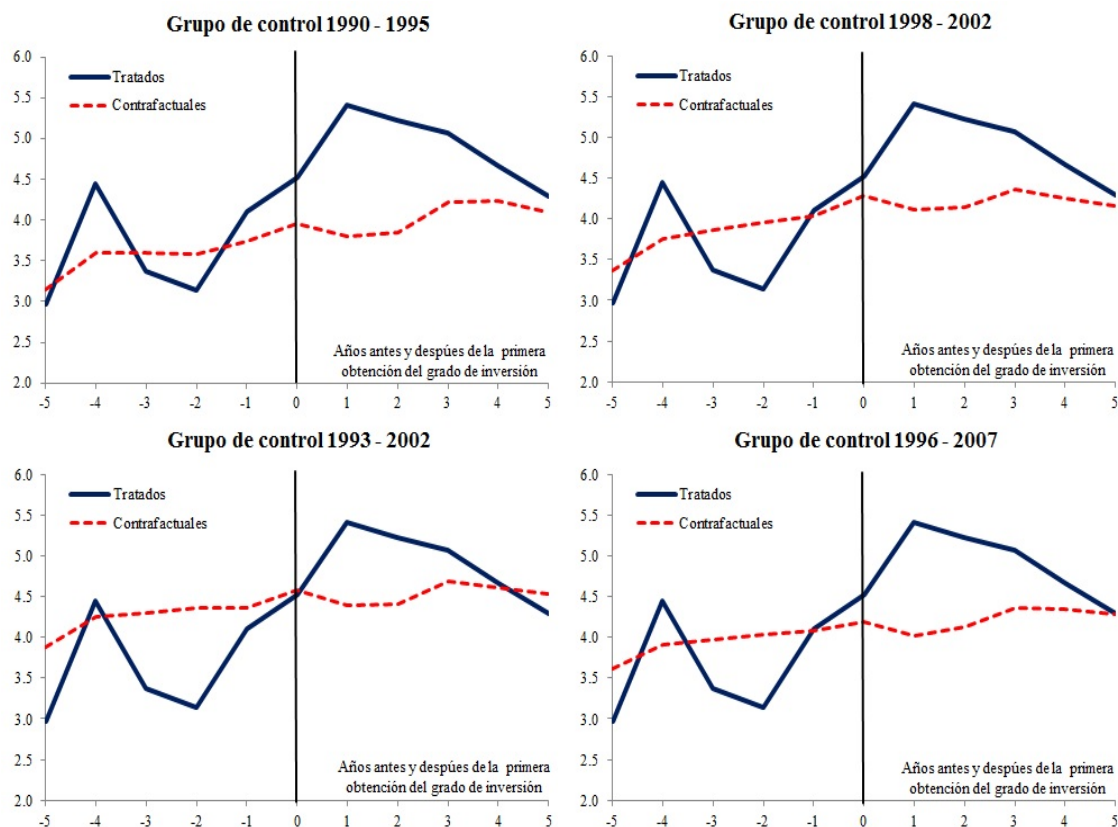 Grupo de control 1990 - 1995
6.0
5.5
5.0
4.5
4.0
3.5
3.0
2.5
2.0
Tratados
Contrafactuales
Años antes y despúes de la primera
obtención del grado de inversión
-5 -4 -3 -2 -1 0 1 2 3 4 5
Grupo de control 1998 - 2002
6.0
5.5
5.0
4.5
4.0
3.5
3.0
2.5
2.0
Tratados
Contrafactuales
Años antes y despúes de la primera
obtención del grado de inversión
-5 -4 -3 -2 -1 0 1 2 3 4 5
Grupo de control 1993 - 2002
6.0
5.5
5.0
4.5
4.0
3.5
3.0
2.5
2.0
Tratados
Contrafactuales
Años antes y despúes de la primera
obtención del grado de inversión
-5 -4 -3 -2 -1 0 1 2 3 4 5
Grupo de control 1996 - 2007
6.0
5.5
5.0
4.5
4.0
3.5
3.0
2.5
2.0
Tratados
Contrafactuales
Años antes y despúes de la primera
obtención del grado de inversión
-5 -4 -3 -2 -1 0 1 2 3 4 5